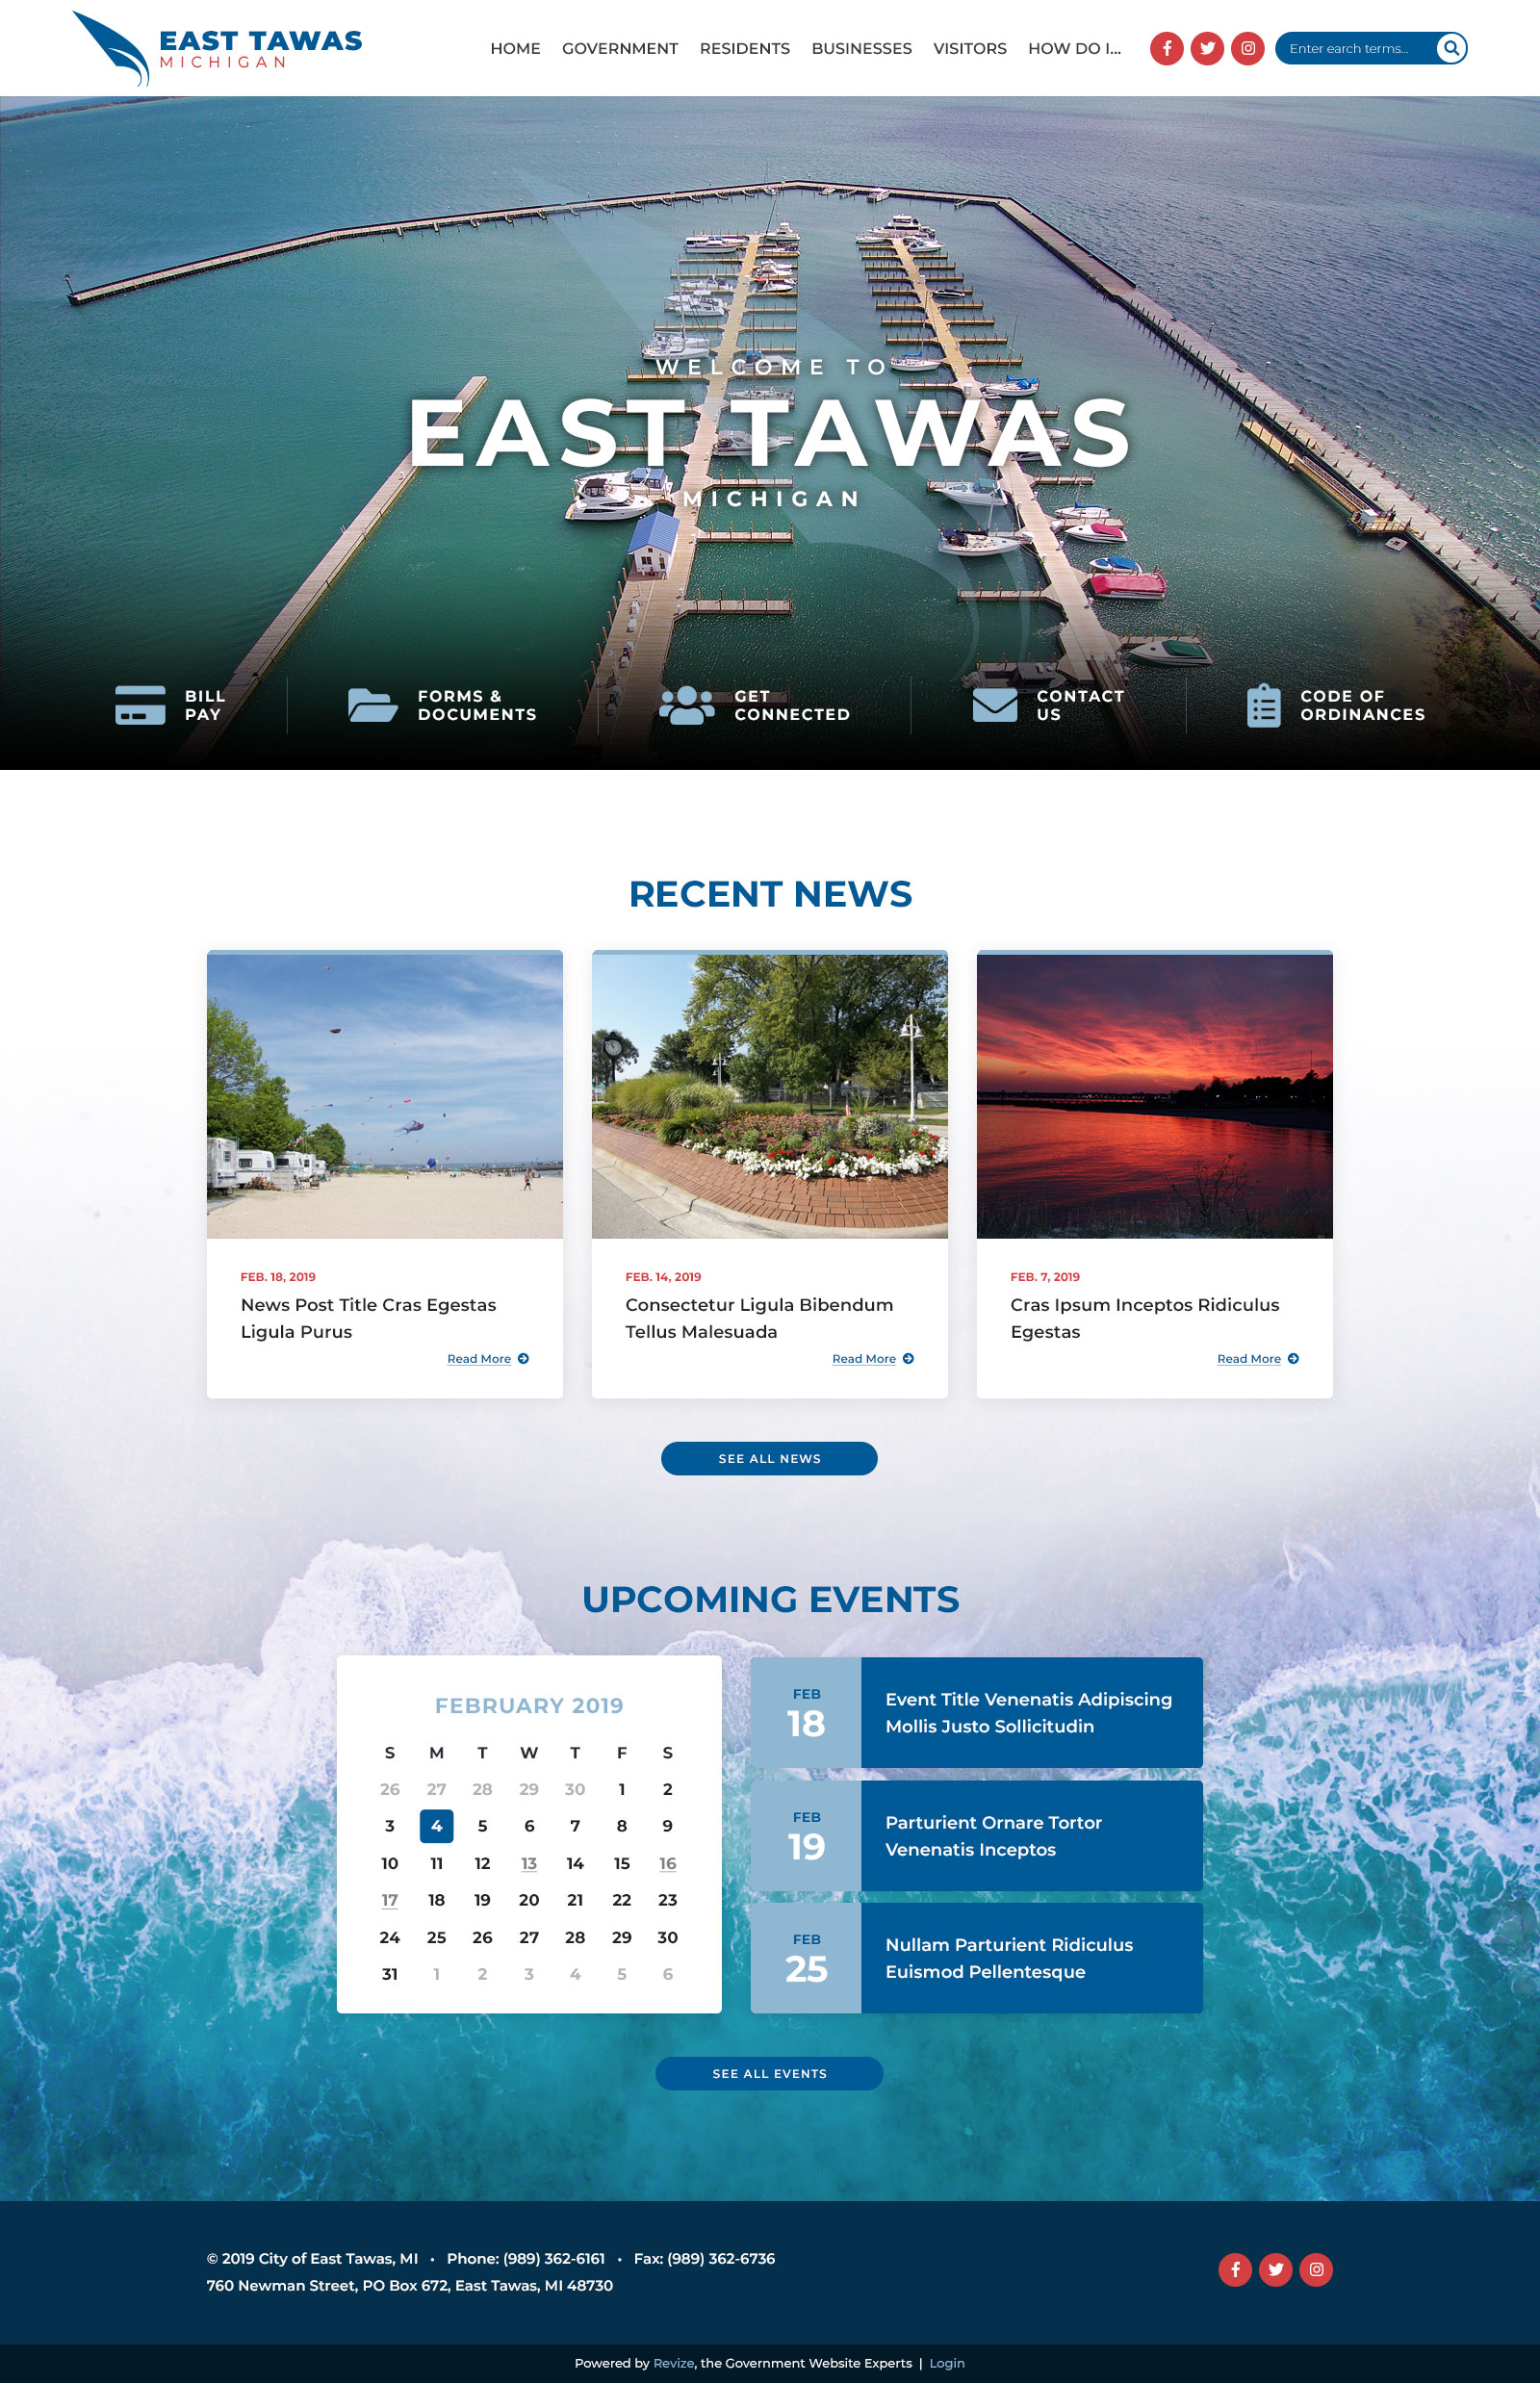 EAST TAWAS
MICHIGAN
HOME GOVERNMENT RESIDENTS BUSINESSES VISITORS HOW DO I...
Enter earch terms...
WELCOME TO
EAST TAWAS
MICHIGAN
BILL
PAY
FORMS &
DOCUMENTS
GET
CONNECTED
CONTACT
US
CODE OF
ORDINANCES
RECENT NEWS
FEB. 18, 2019
News Post Title Cras Egestas
Ligula Purus
Read More
FEB. 14, 2019
Consectetur Ligula Bibendum
Tellus Malesuada
Read More
FEB. 7, 2019
Cras Ipsum Inceptos Ridiculus
Egestas
Read More
SEE ALL NEWS
UPCOMING EVENTS
FEBRUARY 2019
S M T W T F S
26 27 28 29 30 1 2
3 4 5 6 7 8 9
10 11 12 13 14 15 16
17 18 19 20 21 22 23
24 25 26 27 28 29 30
31 1 2 3 4 5 6
FEB
18
Event Title Venenatis Adipiscing
Mollis Justo Sollicitudin
FEB
19
Parturient Ornare Tortor
Venenatis Inceptos
FEB
25
Nullam Parturient Ridiculus
Euismod Pellentesque
SEE ALL EVENTS
© 2019 City of East Tawas, MI • Phone: (989) 362-6161 • Fax: (989) 362-6736
760 Newman Street, PO Box 672, East Tawas, MI 48730
Powered by Revize, the Government Website Experts | Login